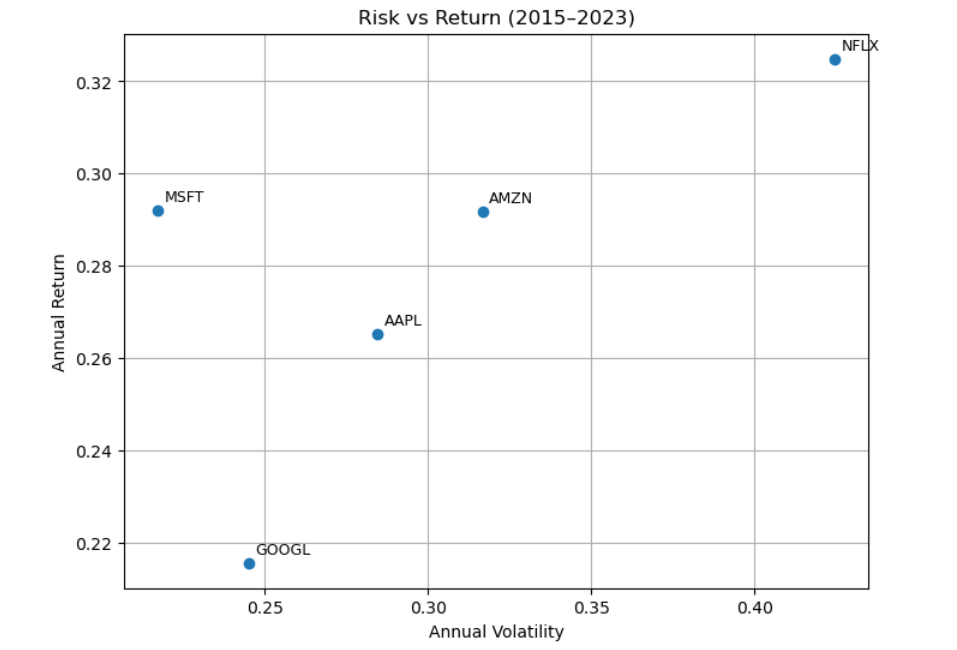 Risk vs Return (2015–2023)
NFLX
0.32
0.30
MSFT
AMZN
0.28
Annual Return
AAPL
0.26
0.24
0.22
GOOGL
0.25
0.30
0.35
0.40
Annual Volatility